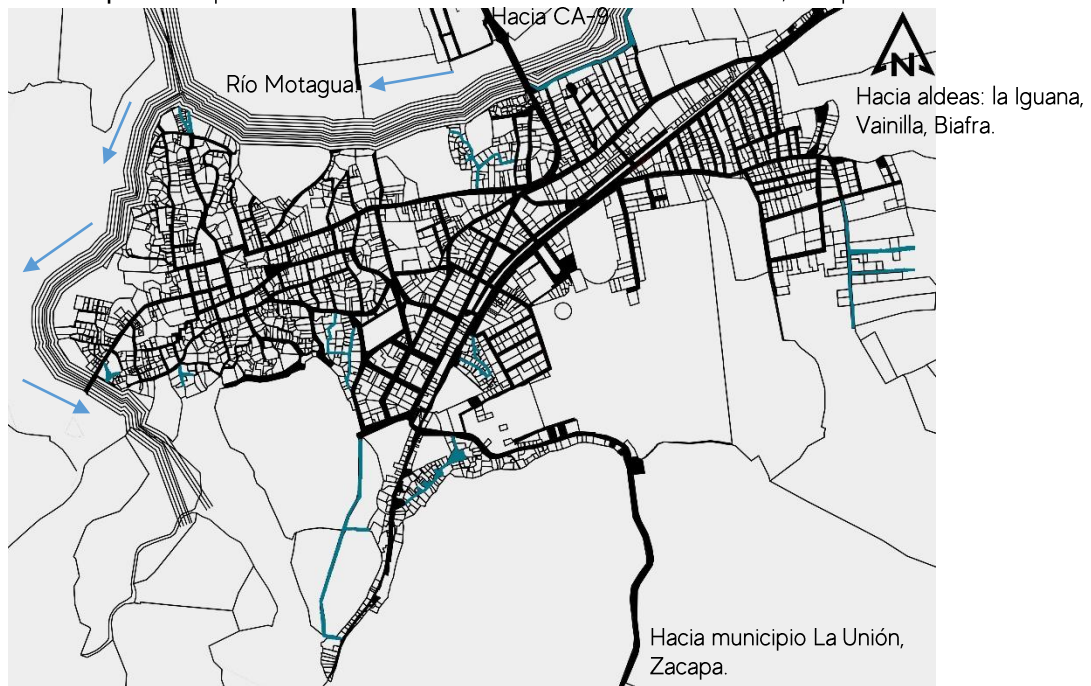 Hacia CA-9
N
Río Motagua.
Hacia aldeas: la Iguana,
Vainilla, Biafra.
Hacia municipio La Unión,
Zacapa.